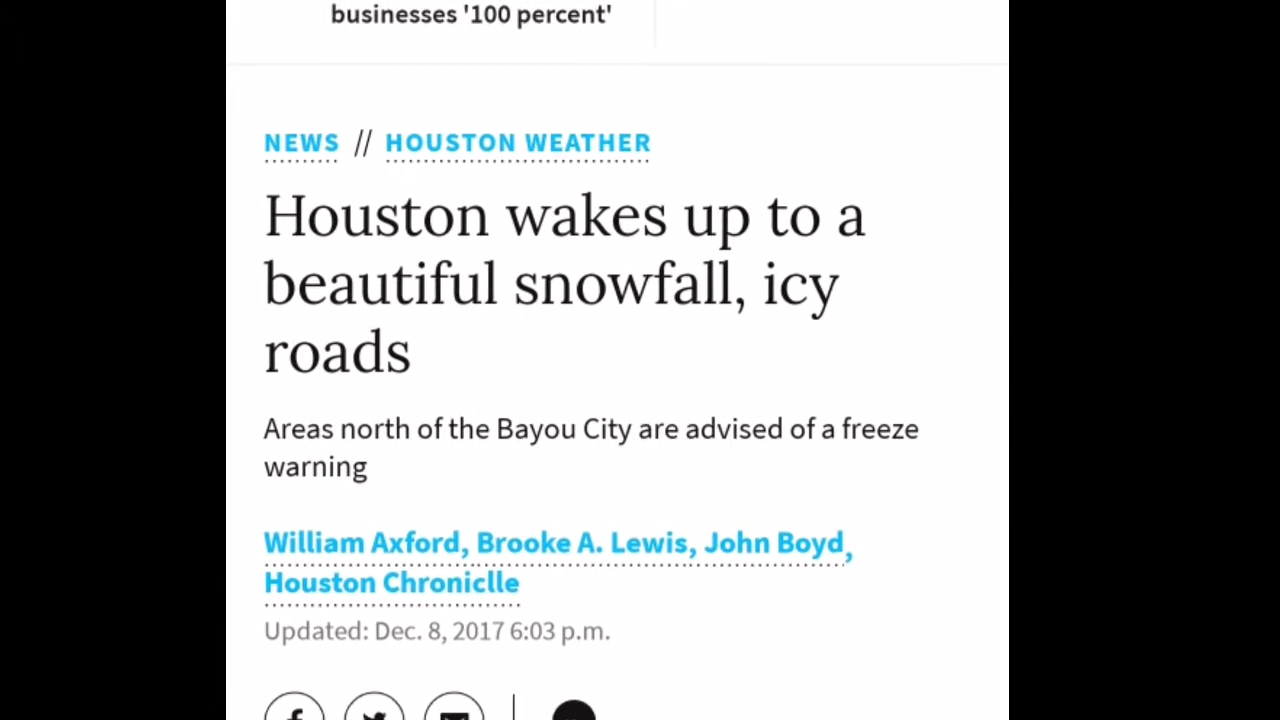 businesses '100 percent'
NEWS // HOUSTON WEATHER
Houston wakes up to a
beautiful snowfall, icy
roads
Areas north of the Bayou City are advised of a freeze
warning
William Axford, Brooke A. Lewis, John Boyd,
Houston Croniclle
Updated: Dec. 8, 2017 6:03 p.m.